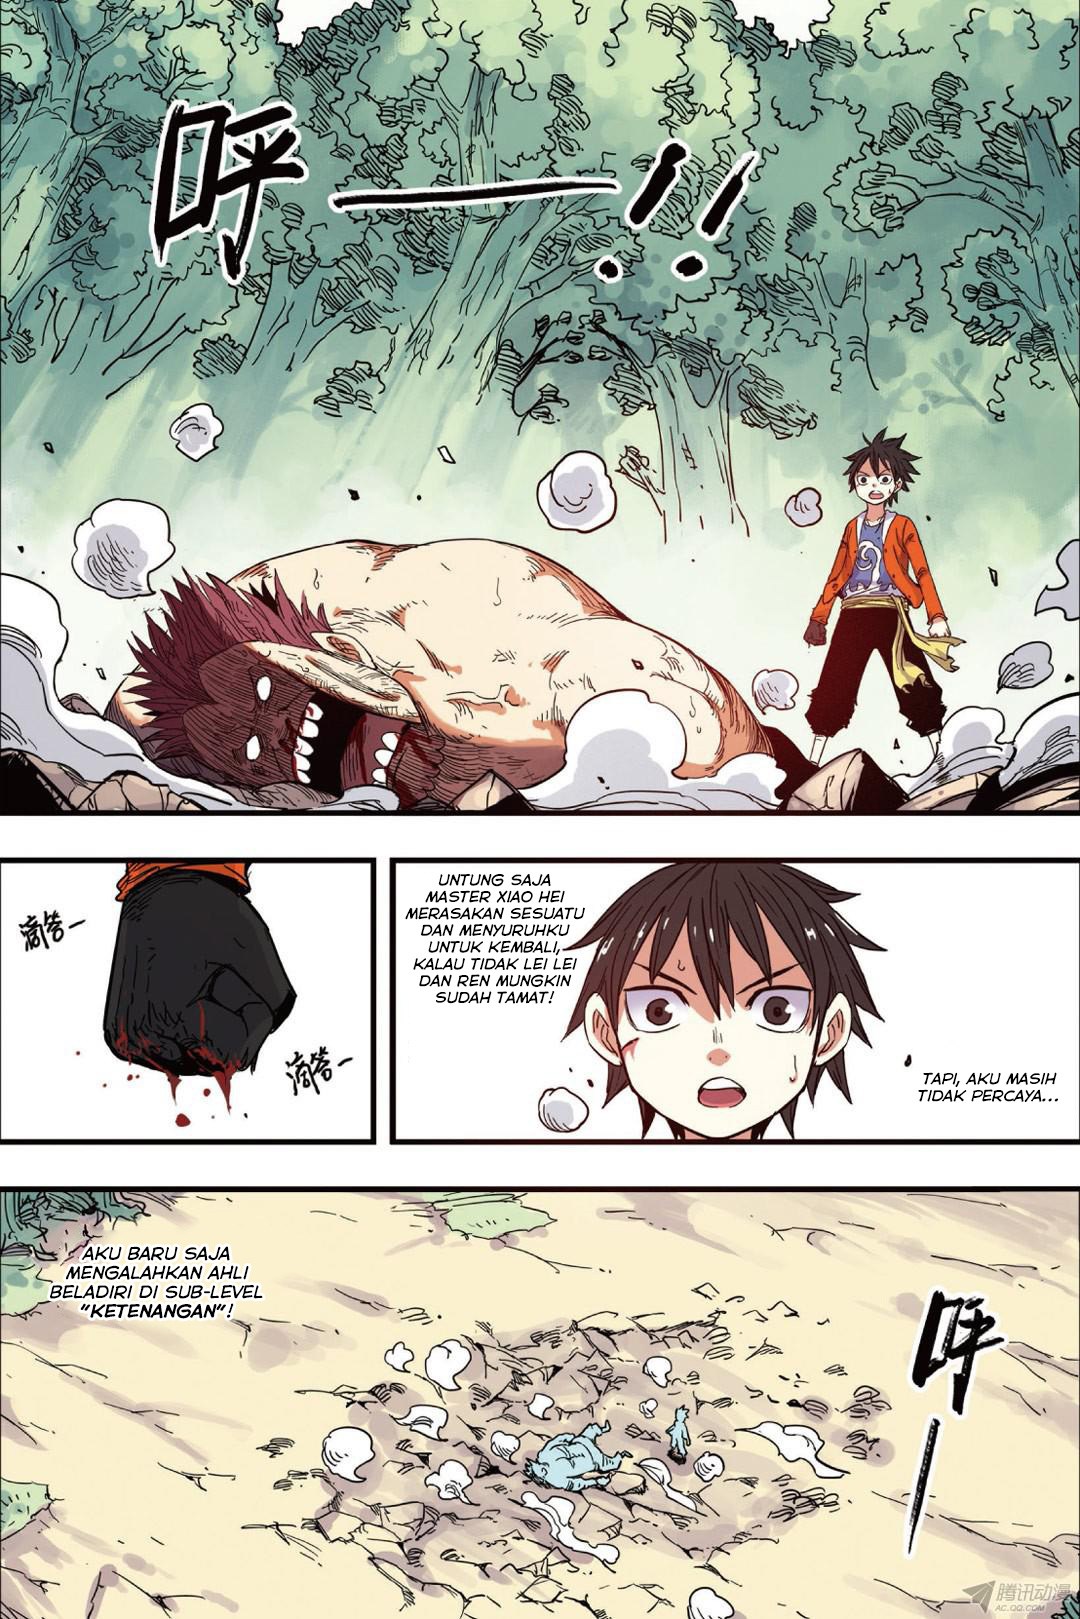 呼——!!
滴答—
滴答—
UNTUNG SAJA
MASTER XIAO HEI
MERASAKAN SESUATU
DAN MENYURUHKU
UNTUK KEMBALI,
KALAU TIDAK LEI LEI
DAN REN MUNGKIN
SUDAH TAMAT!
TAPI, AKU MASIH
TIDAK PERCAYA...
AKU BARU SAJA
MENGALAHKAN AHLI
BELADIRI DI SUB-LEVEL
"KETENANGAN"!
呼—
腾讯动漫
AC.QQ.COM